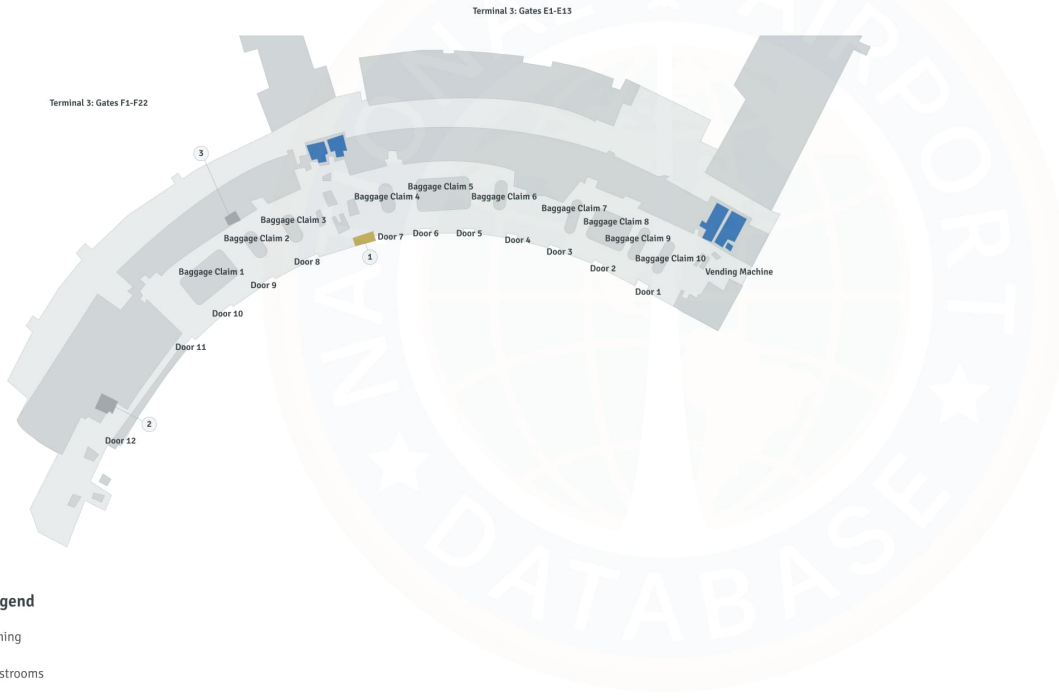 Terminal 3: Gates E1-E13
Terminal 3: Gates F1-F22
3
Baggage Claim 5
Baggage Claim 4
Baggage Claim 6
Baggage Claim 7
Baggage Claim 3
Baggage Claim 8
Baggage Claim 2
Door 7
Door 6
Door 5
Door 4
Baggage Claim 9
Door 3
1
Door 8
Baggage Claim 10
Door 2
Baggage Claim 1
Vending Machine
Door 9
Door 1
Door 10
Door 11
2
Door 12
gend
ning
strooms
NATIONAL AIRPORT
DATABASE